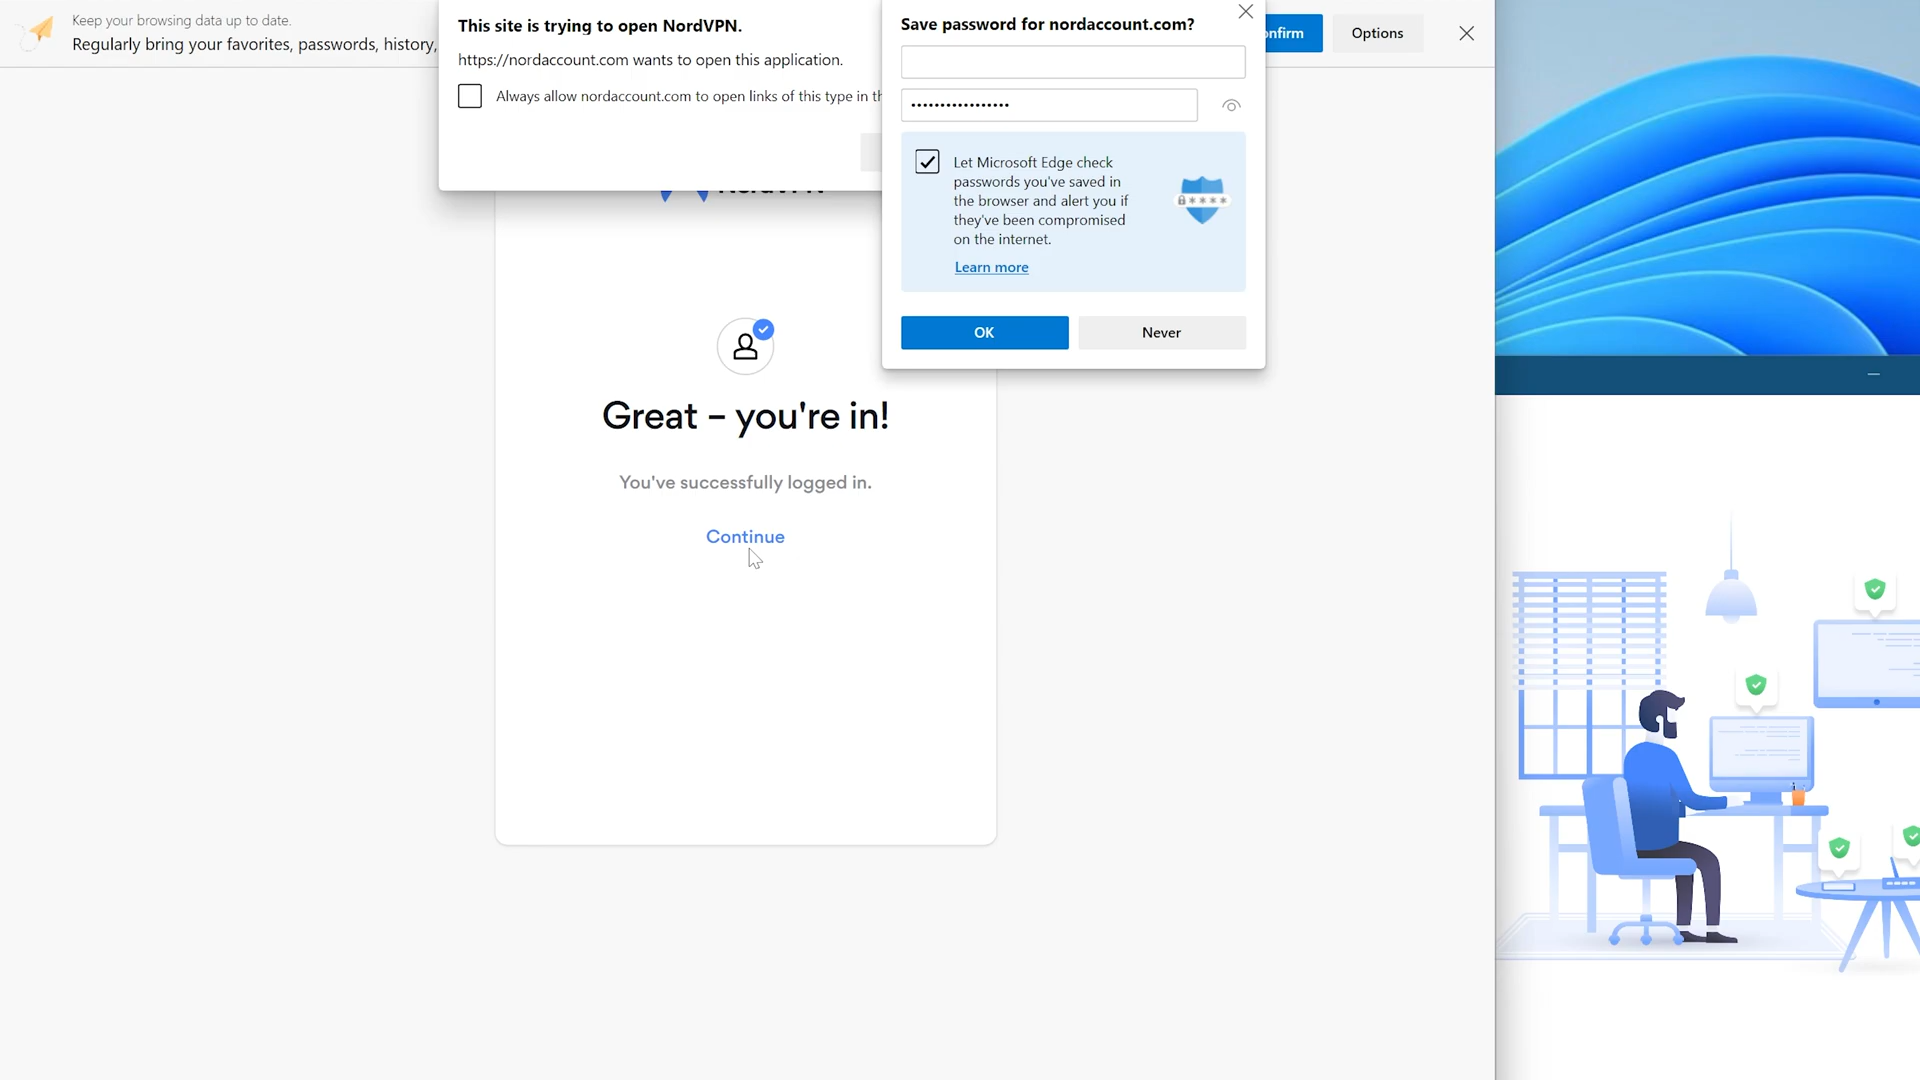 Keep your browsing data up to date.
Regularly bring your favorites, passwords, history,
This site is trying to open NordVPN.
https://nordaccount.com wants to open this application.
Always allow nordaccount.com to open links of this type in
Save password for nordaccount.com?
•••••••••••••••••
Let Microsoft Edge check
passwords you've saved in
the browser and alert you if
they've been compromised
on the internet.
Learn more
OK
Never
Options
Great – you're in!
You've successfully logged in.
Continue